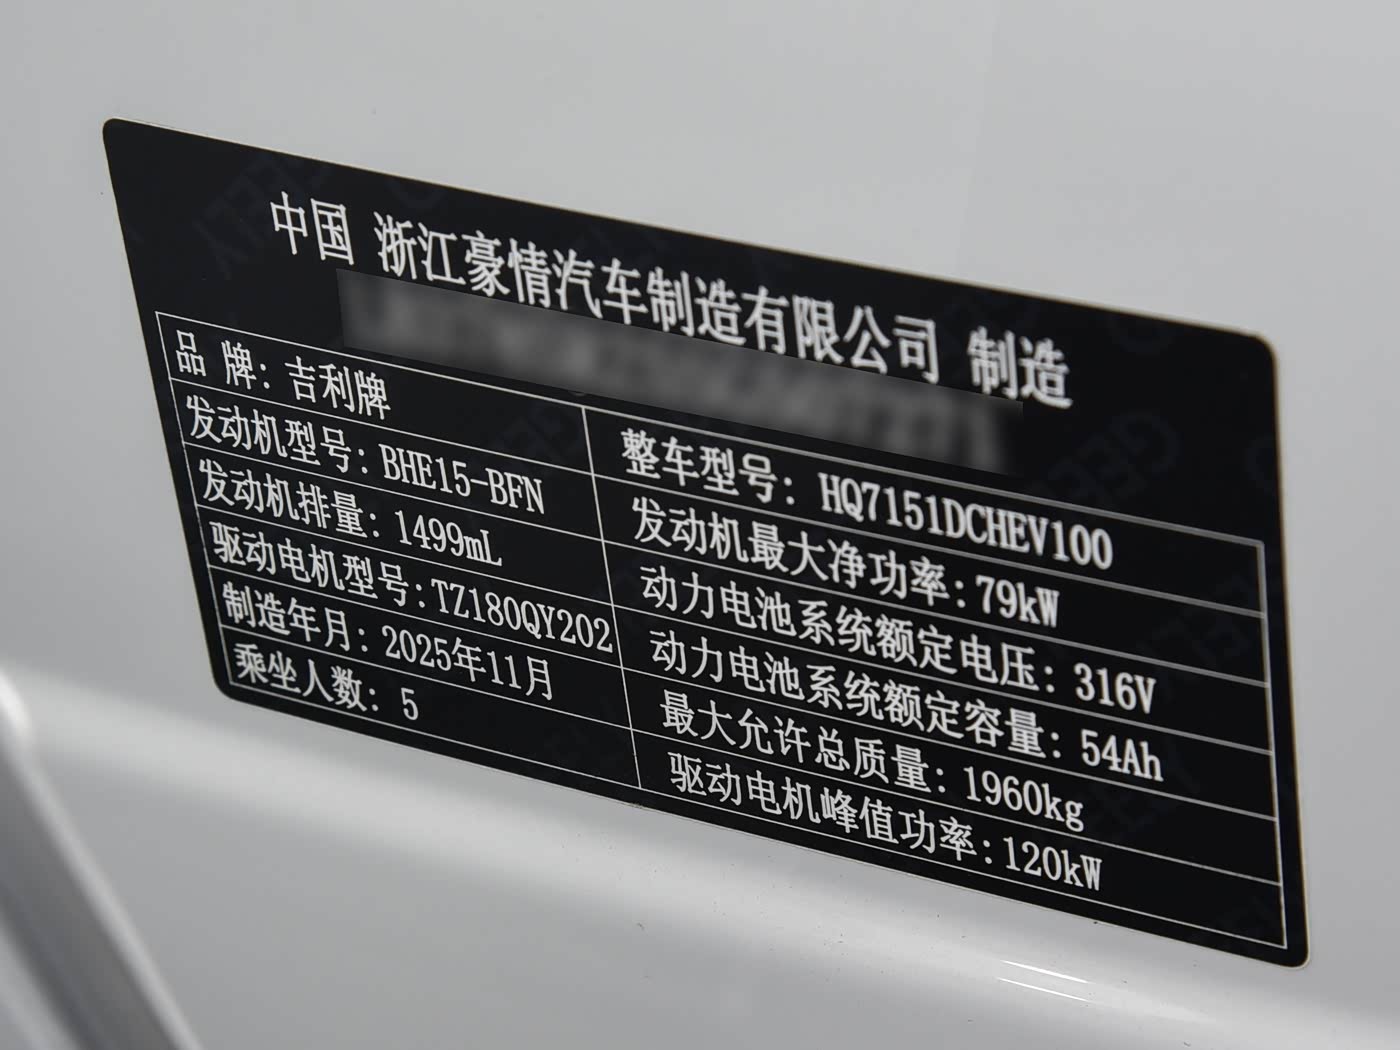 中国 浙江豪情汽车制造有限公司 制造
品 牌：吉利牌
整车型号：HQ7151DCHEV100
发动机型号：BHE15-BFN
发动机最大净功率：79kW
发动机排量：1499mL
动力电池系统额定电压：316V
驱动电机型号：TZ180QY202
动力电池系统额定容量：54Ah
制造年月：2025年11月
最大允许总质量：1960kg
乘坐人数：5
驱动电机峰值功率：120kW